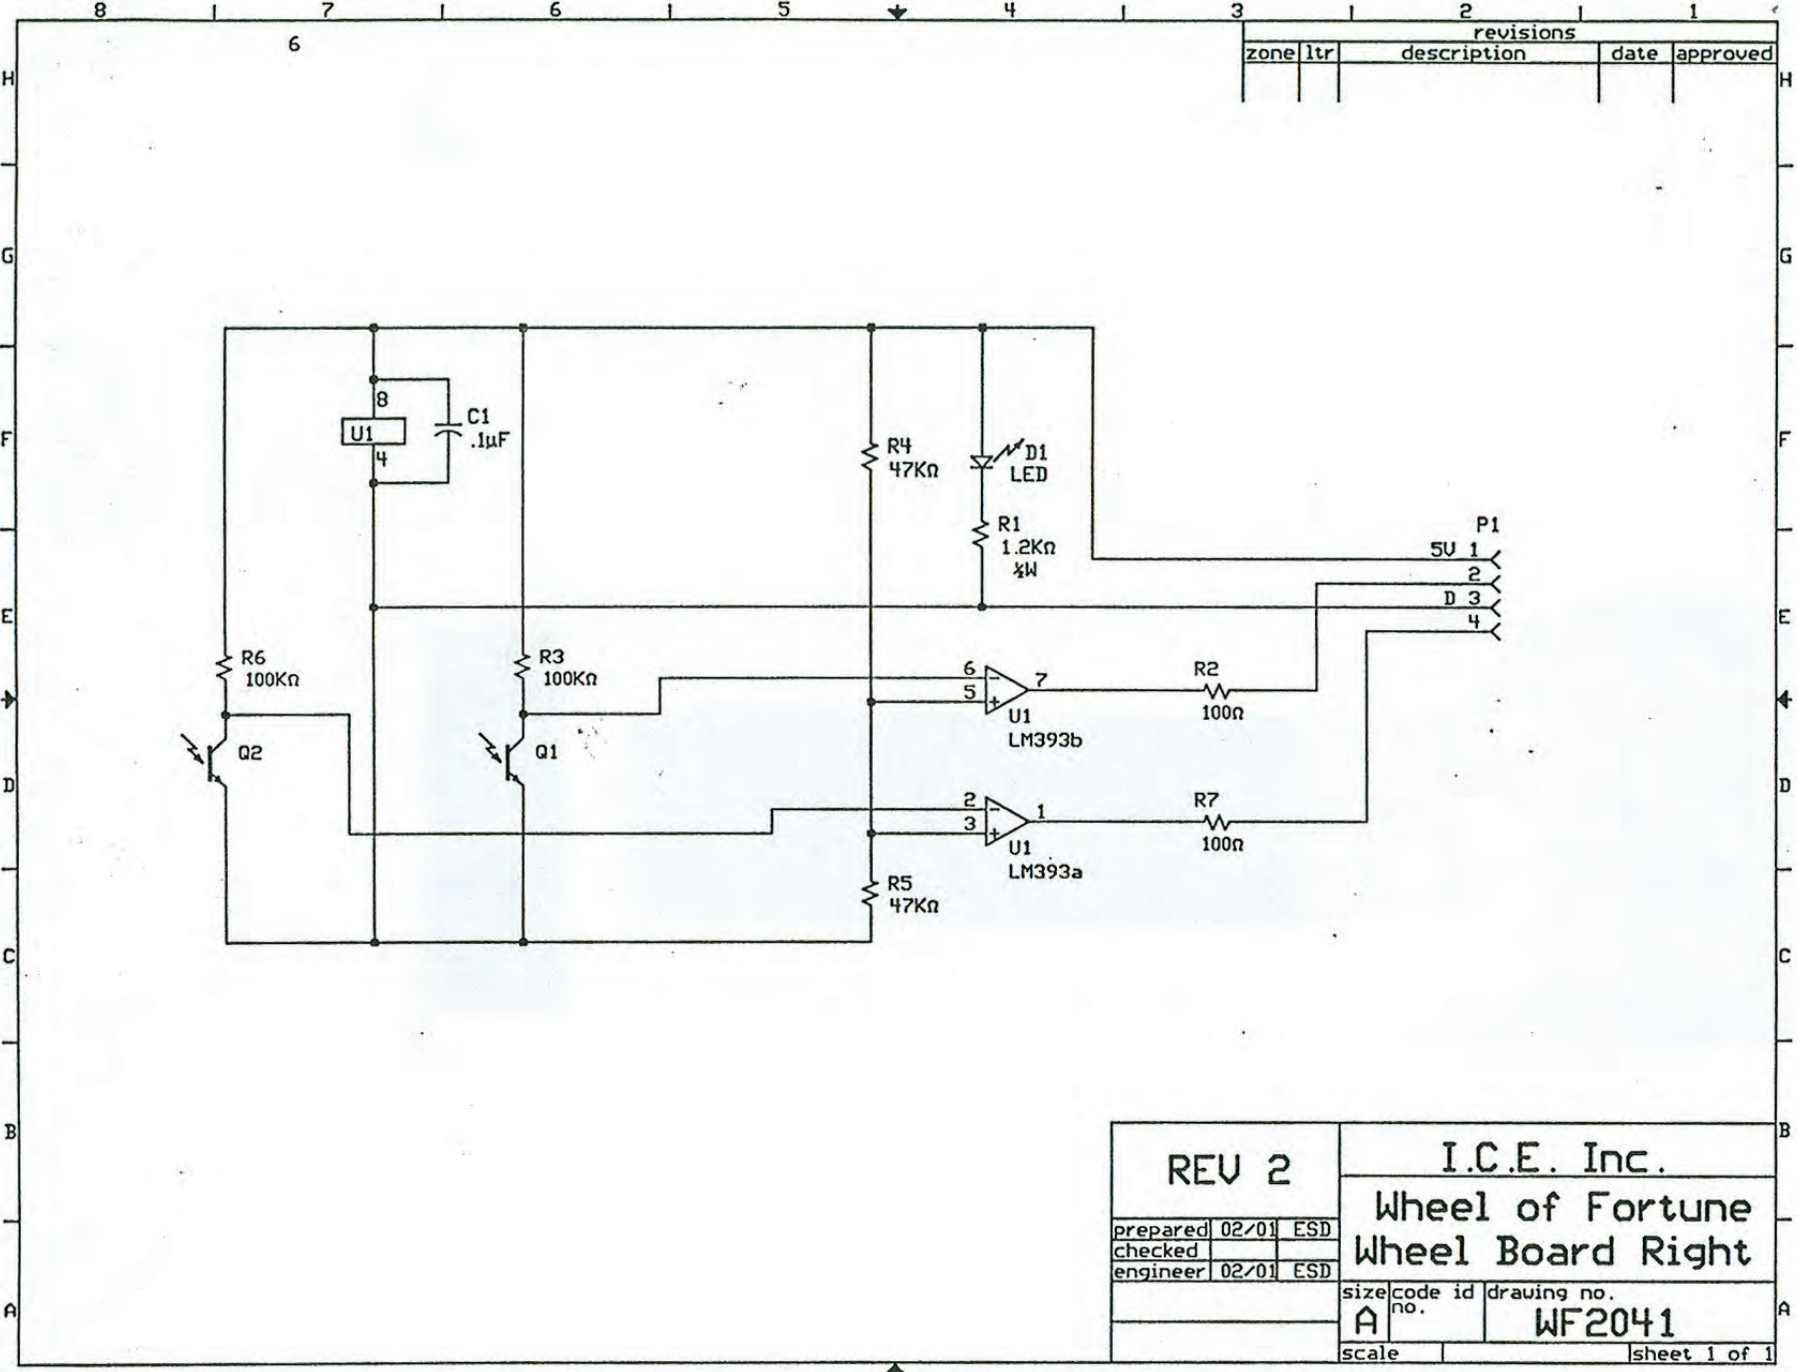 8 7 6 5 4 3 2 1
6
revisions
zone ltr description date approved
H H
G G
F F
E E
D D
C C
B B
A A
8
U1
4
C1
.1µF
R4
47KΩ
D1
LED
R1
1.2KΩ
½W
P1
5V 1
2
D 3
4
R6
100KΩ
R3
100KΩ
Q2
Q1
6 -
5 +
7
U1
LM393b
R2
100Ω
2 -
3 +
1
U1
LM393a
R7
100Ω
R5
47KΩ
REV 2
I.C.E. Inc.
Wheel of Fortune
Wheel Board Right
prepared 02/01 ESD
checked
engineer 02/01 ESD
size code id drawing no.
no.
A WF2041
scale sheet 1 of 1